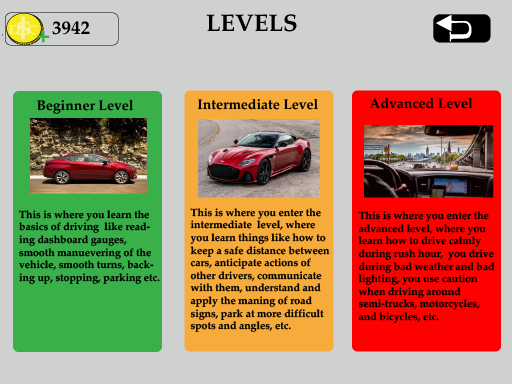 3942
LEVELS
Beginner Level
This is where you learn the
basics of driving like read-
ing dashboard gauges,
smooth manuevering of the
vehicle, smooth turns, back-
ing up, stopping, parking etc.
Intermediate Level
This is where you enter the
intermediate level, where
you learn things like how to
keep a safe distance between
cars, anticipate actions of
other drivers, communicate
with them, understand and
apply the maning of road
signs, park at more difficult
spots and angles, etc.
Advanced Level
This is where you enter the
advanced level, where you
learn how to drive calmly
during rush hour, you drive
during bad weather and bad
lighting, you use caution
when driving around
semi-trucks, motorcycles,
and bicycles, etc.